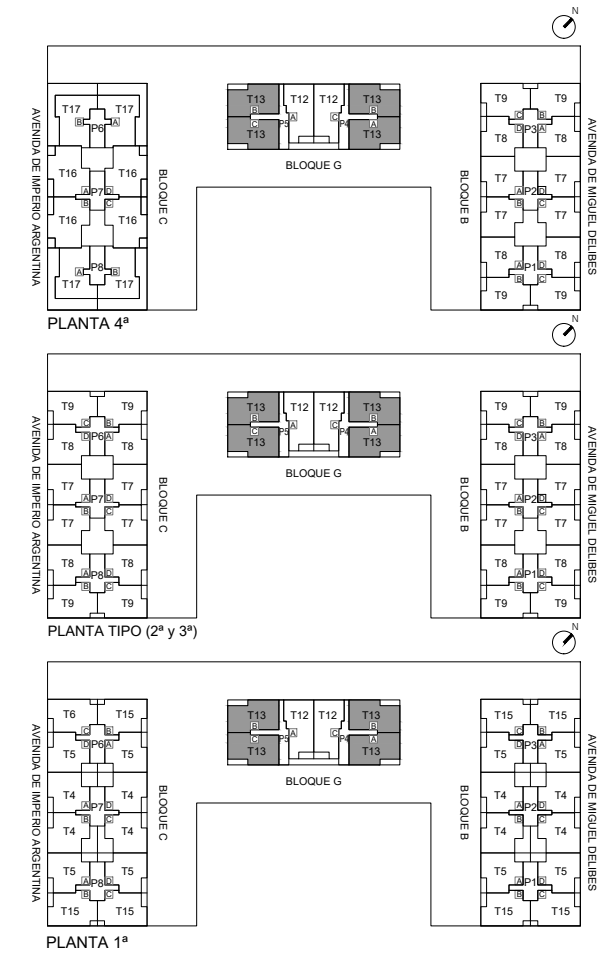 N
T17 T17 T13 T12 T12 T13 T9 T9
B P6 A B A C B C B
C P5 P4 A D P3 A
T13 T13 T8 T8
BLOQUE G
AVENIDA DE IMPERIO ARGENTINA
T16 T16
A P7 D
B C
T16 T16
BLOQUE C
BLOQUE B
T7 T7
A P2 D
B C
T7 T7
AVENIDA DE MIGUEL DELIBES
A P8 B
T17 T17
T8 T8
A P1 D
B C
T9 T9
PLANTA 4ª
N
T9 T9 T13 T12 T12 T13 T9 T9
C B B A C B C B
D P6 A C P5 P4 A D P3 A
T8 T8 T13 T13 T8 T8
BLOQUE G
AVENIDA DE IMPERIO ARGENTINA
T7 T7
A P7 D
B C
T7 T7
BLOQUE C
BLOQUE B
T7 T7
A P2 D
B C
T7 T7
AVENIDA DE MIGUEL DELIBES
T8 T8
A P8 D
B C
T9 T9
T8 T8
A P1 D
B C
T9 T9
PLANTA TIPO (2ª y 3ª)
N
T6 T15 T13 T12 T12 T13 T15 T15
C B B A C B C B
D P6 A C P5 P4 A D P3 A
T5 T5 T13 T13 T5 T5
BLOQUE G
AVENIDA DE IMPERIO ARGENTINA
T4 T4
A P7 D
B C
T4 T4
BLOQUE C
BLOQUE B
T4 T4
A P2 D
B C
T4 T4
AVENIDA DE MIGUEL DELIBES
T5 T5
A P8 D
B C
T15 T15
T5 T5
A P1 D
B C
T15 T15
PLANTA 1ª